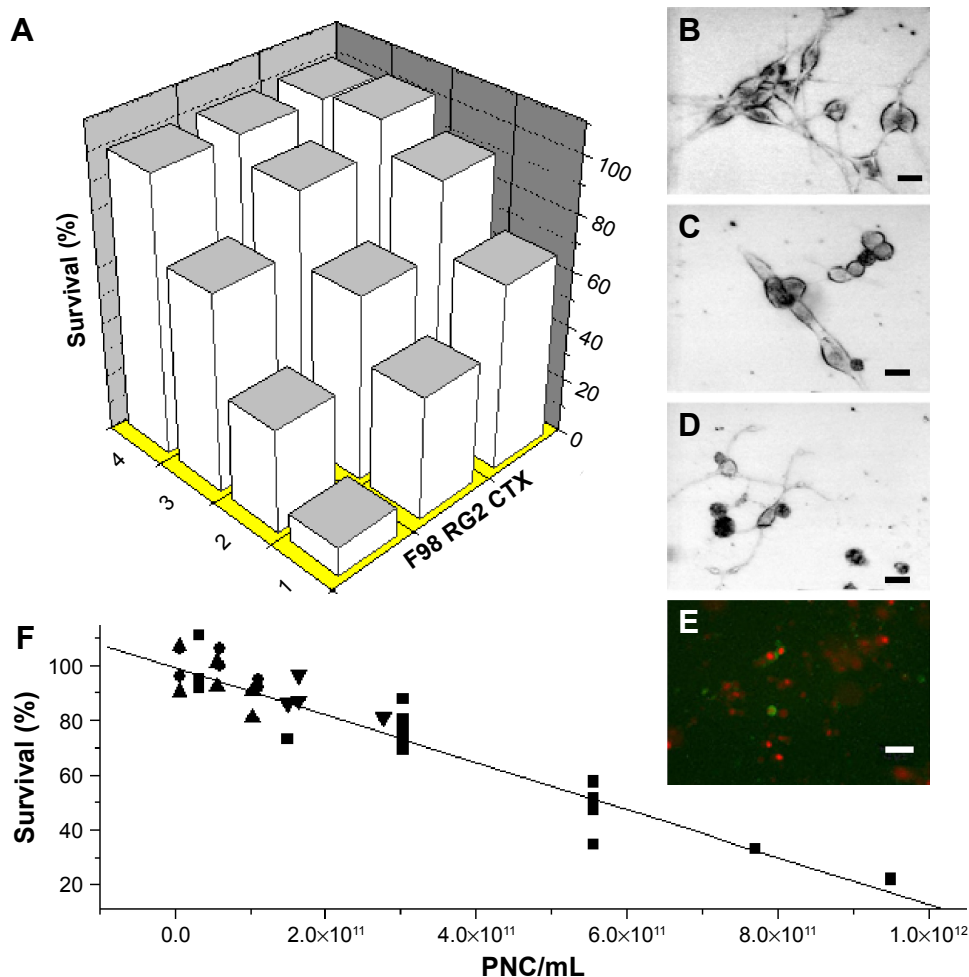 A
Survival (%)
100
80
60
40
20
0
4
3
2
1
F98 RG2 CTX
B
C
D
E
F
Survival (%)
100
80
60
40
20
0.0
2.0×10¹¹
4.0×10¹¹
6.0×10¹¹
8.0×10¹¹
1.0×10¹²
PNC/mL